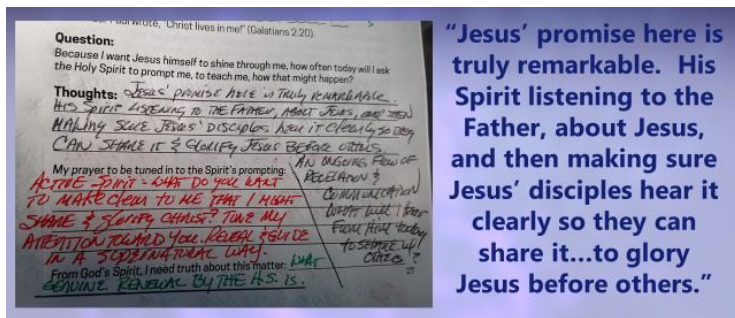 Paul wrote, "Christ lives in me!" (Galatians 2:20).
Question:
Because I want Jesus himself to shine through me, how often today will I ask
the Holy Spirit to prompt me, to teach me, how that might happen?
Thoughts: Jesus' promise here is truly remarkable.
His Spirit listening to the Father, about Jesus, and then
making sure Jesus' disciples hear it clearly so they
can share it & glorify Jesus before others.
My prayer to be tuned in to the Spirit's prompting:
Active Spirit - what do you want
to make clear to me that I might
share & glorify Christ? Tune my
attention toward you. Reveal & guide
in a supernatural way.
An ongoing flow of
revelation &
communication
What will I hear
from Him today
to share w/
others?
From God's Spirit, I need truth about this matter: What
genuine renewal by the H.S. is.
"Jesus' promise here is
truly remarkable. His
Spirit listening to the
Father, about Jesus,
and then making sure
Jesus' disciples hear it
clearly so they can
share it...to glory
Jesus before others."